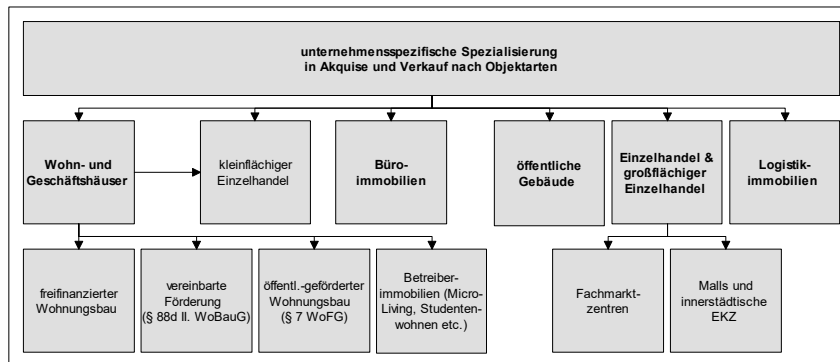 unternehmensspezifische Spezialisierung
in Akquise und Verkauf nach Objektarten
Wohn- und
Geschäftshäuser
kleinflächiger
Einzelhandel
Büro-
immobilien
öffentliche
Gebäude
Einzelhandel &
großflächiger
Einzelhandel
Logistik-
immobilien
freifinanzierter
Wohnungsbau
vereinbarte
Förderung
(§ 88d II. WoBauG)
öffentl.-geförderter
Wohnungsbau
(§ 7 WoFG)
Betreiber-
immobilien (Micro-
Living, Studenten-
wohnen etc.)
Fachmarkt-
zentren
Malls und
innerstädtische
EKZ